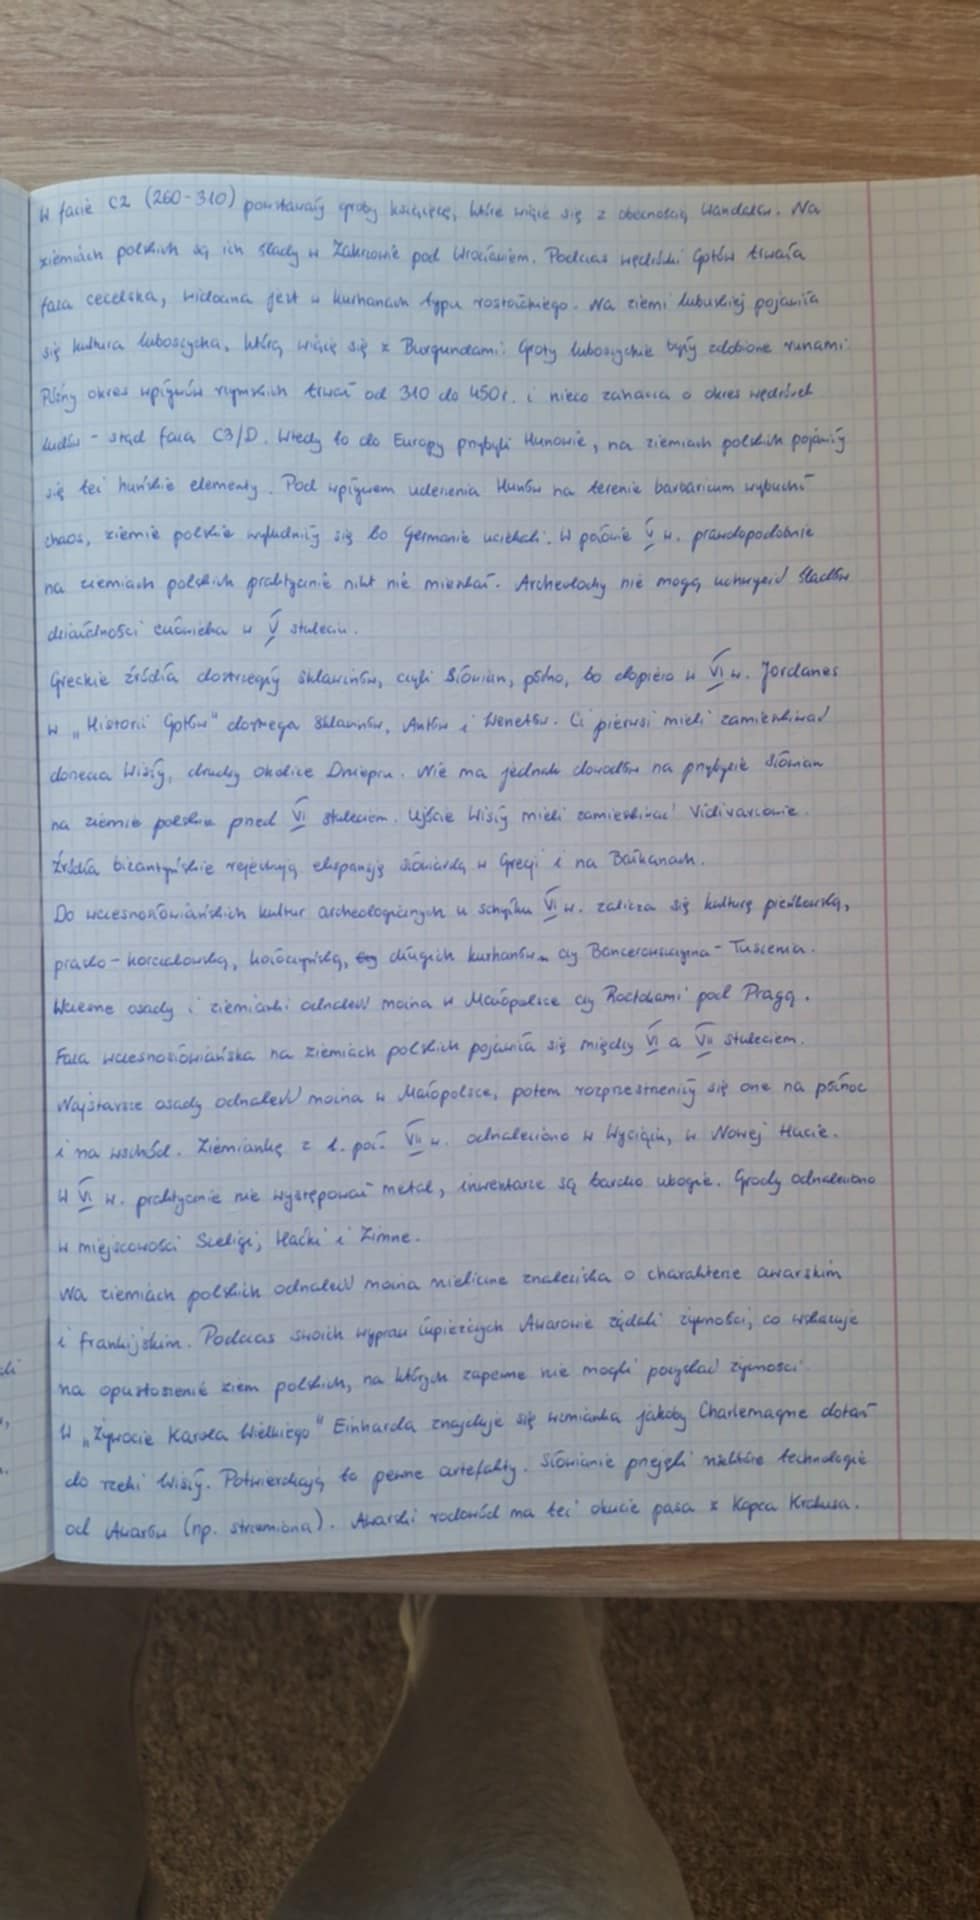 W fazie C2 (260-310) powstawały groby książęce, które wiąże się z obecnością Wandalów. Na
ziemiach polskich są ich ślady w Zakrzowie pod Wrocławiem. Podczas wędrówki Gotów trwała
faza cecelska, widoczna jest w kurhanach typu rostołckiego. Na ziemi lubuskiej pojawiła
się kultura luboszycka, którą wiąże się z Burgundami. Groty luboszyckie były zdobione runami.
Późny okres wpływów rzymskich trwał od 310 do 450 r. i nieco zahacza o okres wędrówek
ludów - stąd faza C3/D. Wtedy to do Europy przybyli Hunowie, na ziemiach polskich pojawiły
się też huńskie elementy. Pod wpływem uderzenia Hunów na terenie barbaricum wybuchł
chaos, ziemie polskie wyludniły się bo Germanie uciekali. W połowie V w. prawdopodobnie
na ziemiach polskich praktycznie nikt nie mieszkał. Archeolodzy nie mogą uchwycić śladów
działalności człowieka w V stuleciu.
Greckie źródła dostrzegły Sklawinów, czyli Słowian, późno, bo dopiero w VI w. Jordanes
w „Historii Gotów" dostrzega Sklawinów, Antów i Wenetów. Ci pierwsi mieli zamieszkiwać
dorzecza Wisły, drudzy okolice Dniepru. Nie ma jednak dowodów na przybycie Słowian
na ziemie polskie przed VI stuleciem. Ujście Wisły mieli zamieszkiwać Vidivariowie.
Źródła bizantyńskie rejestrują ekspansję słowiańską w Grecji i na Bałkanach.
Do wczesnosłowiańskich kultur archeologicznych u schyłku VI w. zalicza się kulturę pieńkowską,
prasko-korczakowską, kołoczyńską, długich kurhanów czy Bancerowszczyzna-Tuszemla.
Wczesne osady i ziemianki odnaleźć można w Małopolsce czy Roztokami pod Pragą.
Faza wczesnosłowiańska na ziemiach polskich pojawiła się między VI a VII stuleciem.
Najstarsze osady odnaleźć można w Małopolsce, potem rozprzestrzeniły się one na północ
i na wschód. Ziemiankę z 1. poł. VII w. odnaleziono w Wyciążu, w Nowej Hucie.
W VI w. praktycznie nie występował metal, inwentarze są bardzo ubogie. Grody odnaleziono
w miejscowości Szeligi, Haćki i Zimne.
Na ziemiach polskich odnaleźć można nieliczne znaleziska o charakterze awarskim
i frankijskim. Podczas swoich wypraw łupieżczych Awarowie żądali żywności, co wskazuje
na opustoszenie ziem polskich, na których zapewne nie mogli pozyskać żywności.
W „Żywocie Karola Wielkiego" Einharda znajduje się wzmianka jakoby Charlemagne dotarł
do rzeki Wisły. Potwierdzają to pewne artefakty. Słowianie przejęli niektóre technologie
od Awarów (np. strzemiona). Awarski rodowód ma też okucie pasa z Kopca Krakusa.